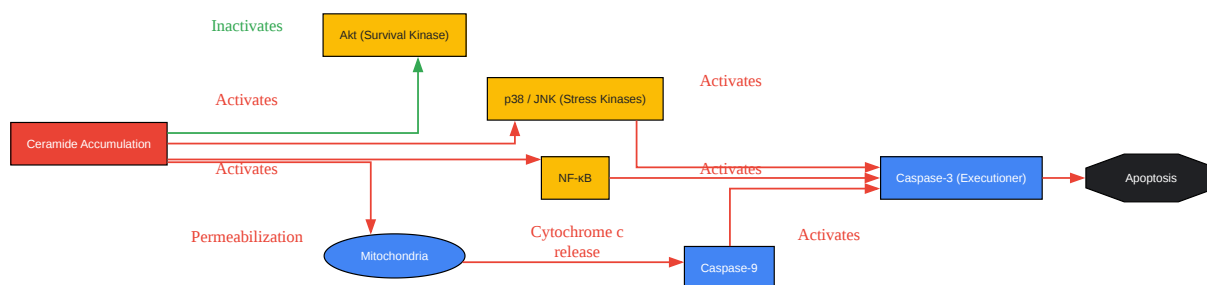 Inactivates
Akt (Survival Kinase)
Activates
p38 / JNK (Stress Kinases)
Activates
Ceramide Accumulation
Activates
NF-κB
Activates
Caspase-3 (Executioner)
Apoptosis
Permeabilization
Mitochondria
Cytochrome c
release
Caspase-9
Activates